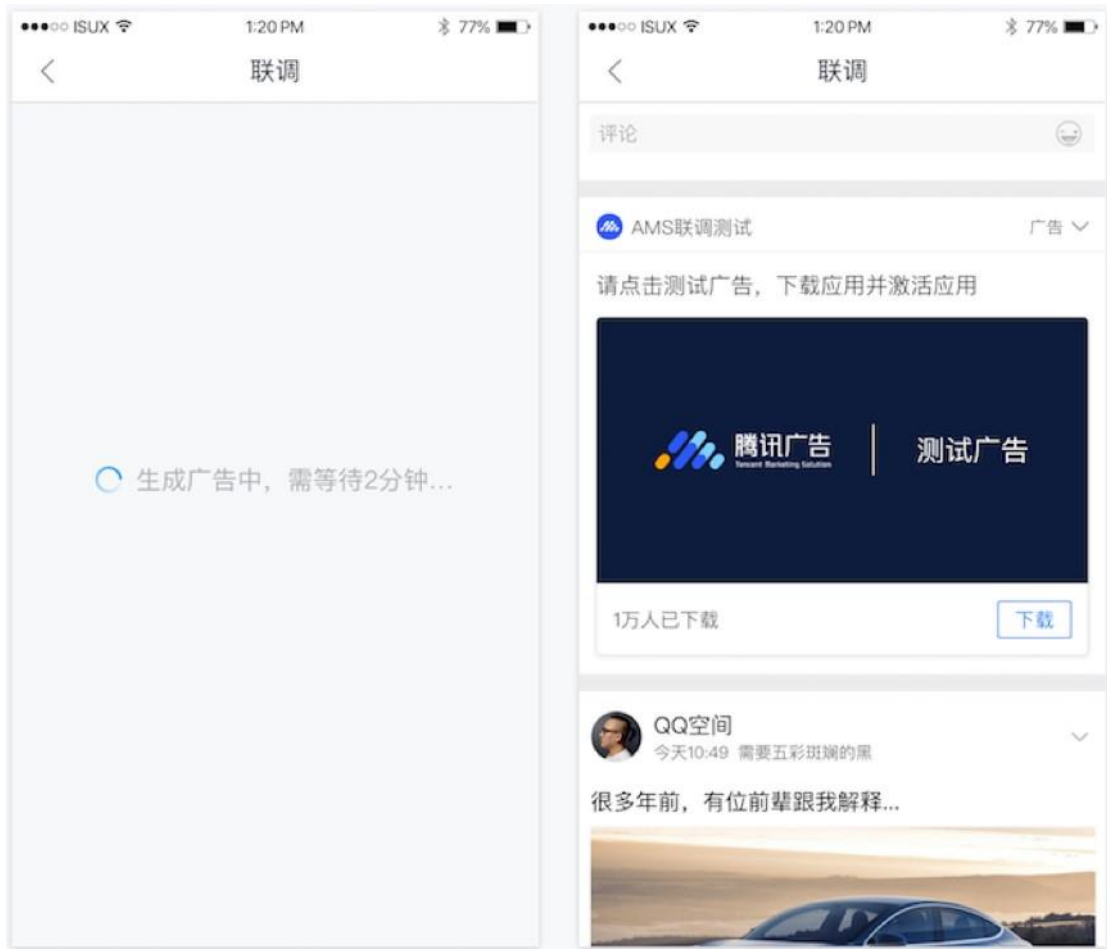 ISUX
1:20 PM
77%
联调
生成广告中，需等待2分钟...
ISUX
1:20 PM
77%
联调
评论
AMS联调测试
广告
请点击测试广告，下载应用并激活应用
腾讯广告
Tencent Marketing Solution
测试广告
1万人已下载
下载
QQ空间
今天10:49 需要五彩斑斓的黑
很多年前，有位前辈跟我解释...